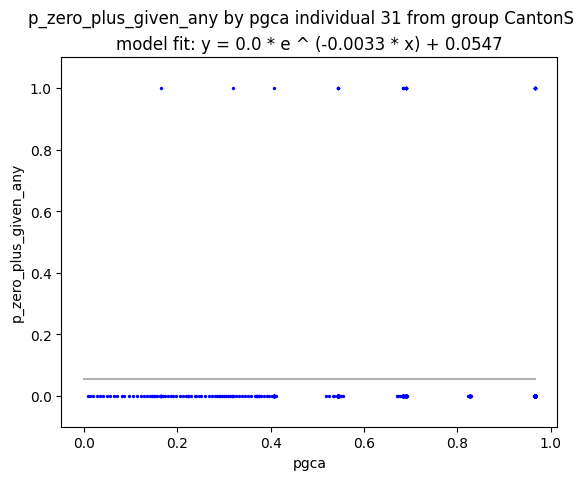 p_zero_plus_given_any by pgca individual 31 from group CantonS
model fit: y = 0.0 * e ^ (-0.0033 * x) + 0.0547
1.0
0.8
0.6
0.4
0.2
0.0
p_zero_plus_given_any
0.0 0.2 0.4 0.6 0.8 1.0
pgca